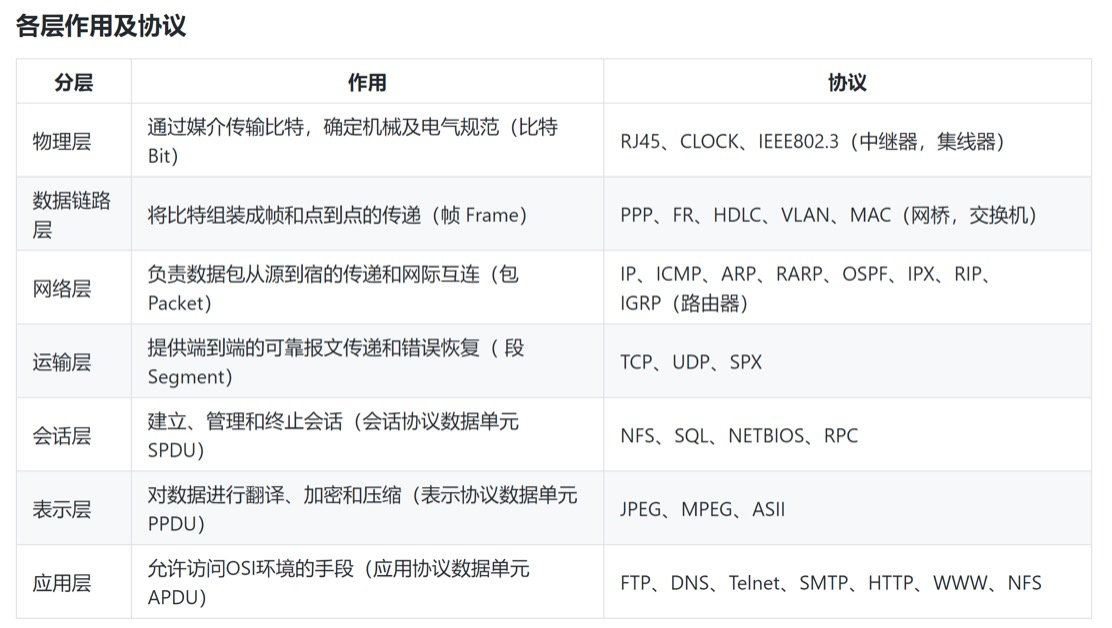 各层作用及协议
分层 作用 协议
物理层 通过媒介传输比特，确定机械及电气规范（比特
Bit） RJ45、CLOCK、IEEE802.3（中继器，集线器）
数据链路
层 将比特组装成帧和点到点的传递（帧 Frame） PPP、FR、HDLC、VLAN、MAC（网桥，交换机）
网络层 负责数据包从源到宿的传递和网际互连（包
Packet） IP、ICMP、ARP、RARP、OSPF、IPX、RIP、
IGRP（路由器）
运输层 提供端到端的可靠报文传递和错误恢复（ 段
Segment） TCP、UDP、SPX
会话层 建立、管理和终止会话（会话协议数据单元
SPDU） NFS、SQL、NETBIOS、RPC
表示层 对数据进行翻译、加密和压缩（表示协议数据单元
PPDU） JPEG、MPEG、ASII
应用层 允许访问OSI环境的手段（应用协议数据单元
APDU） FTP、DNS、Telnet、SMTP、HTTP、WWW、NFS